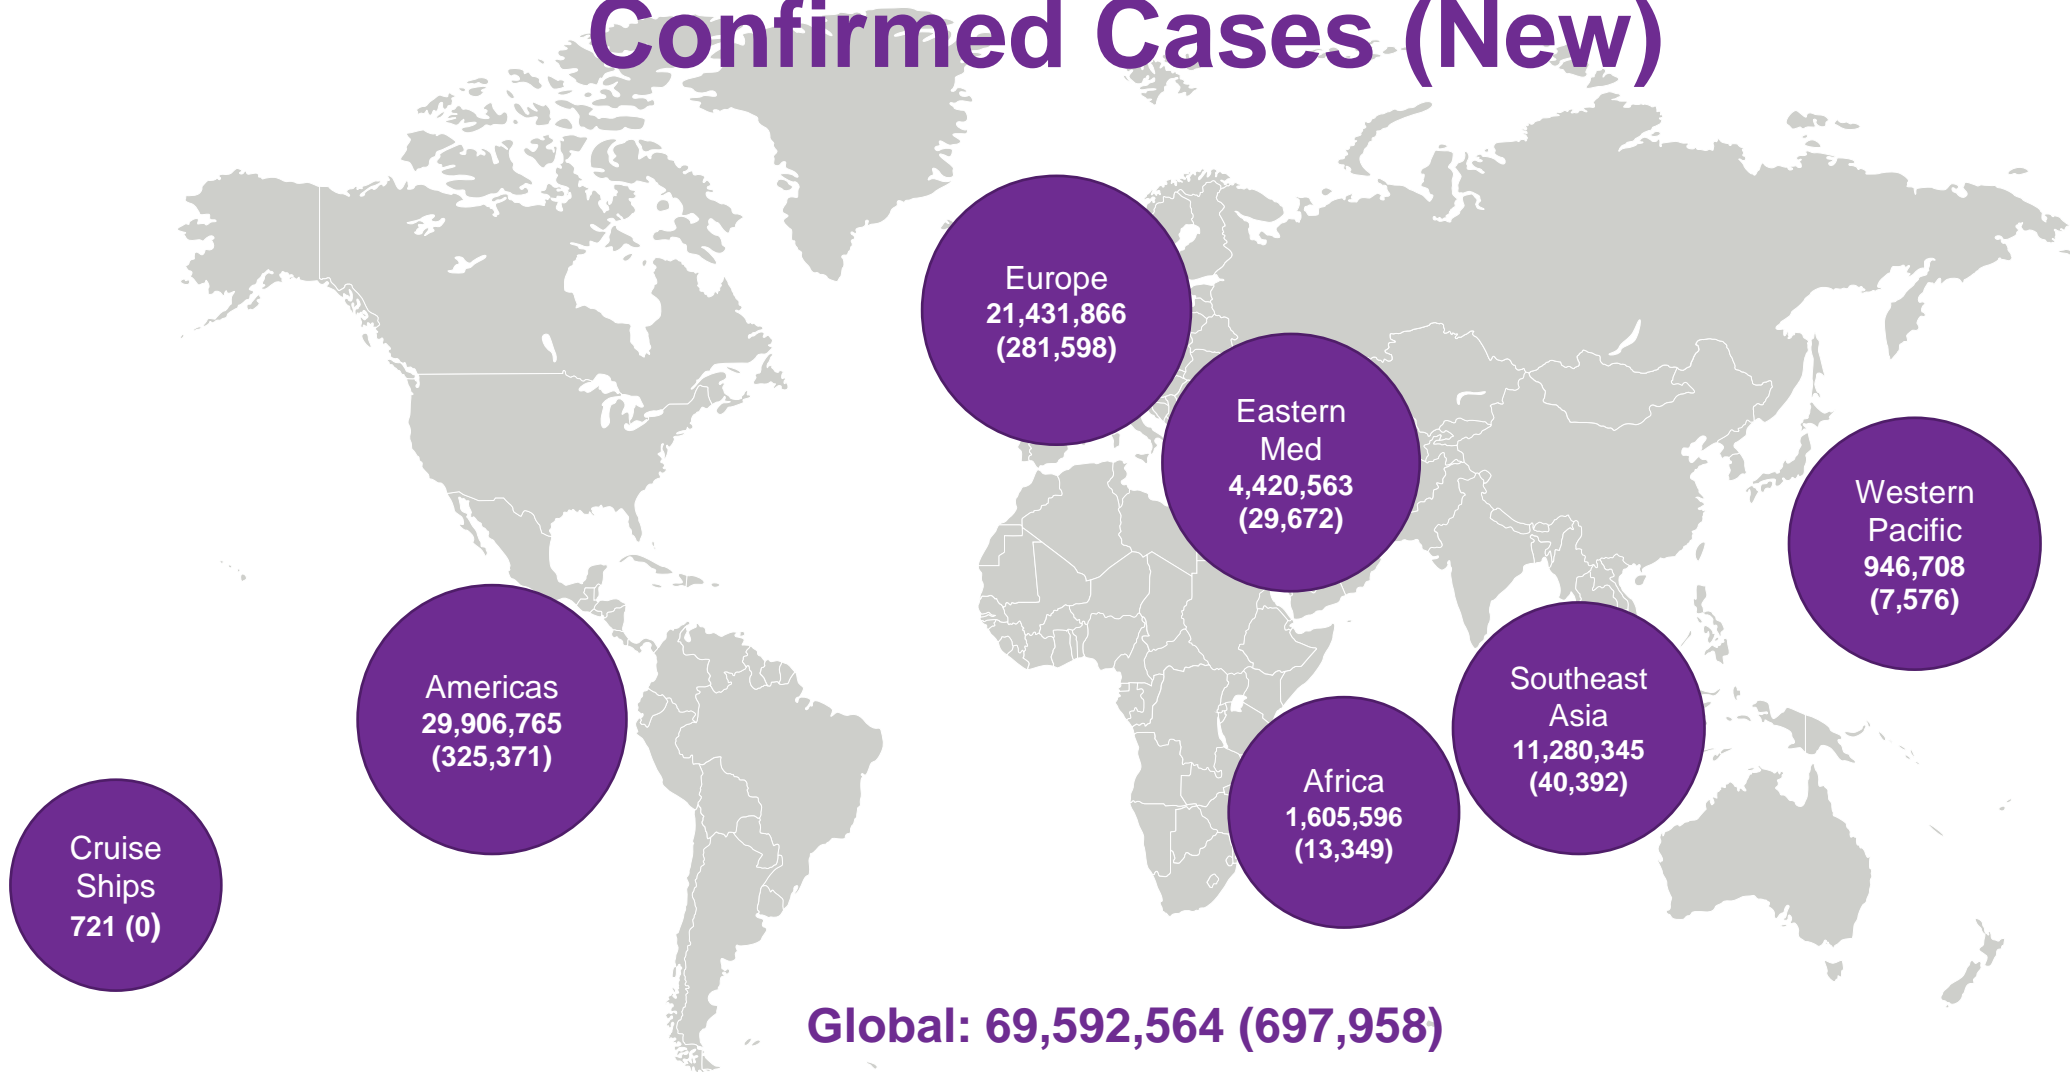 Confirmed Cases (New)
Europe
21,431,866
(281,598)
Eastern
Med
4,420,563
(29,672)
Western
Pacific
946,708
(7,576)
Americas
29,906,765
(325,371)
Southeast
Asia
11,280,345
(40,392)
Africa
1,605,596
(13,349)
Cruise
Ships
721 (0)
Global: 69,592,564 (697,958)